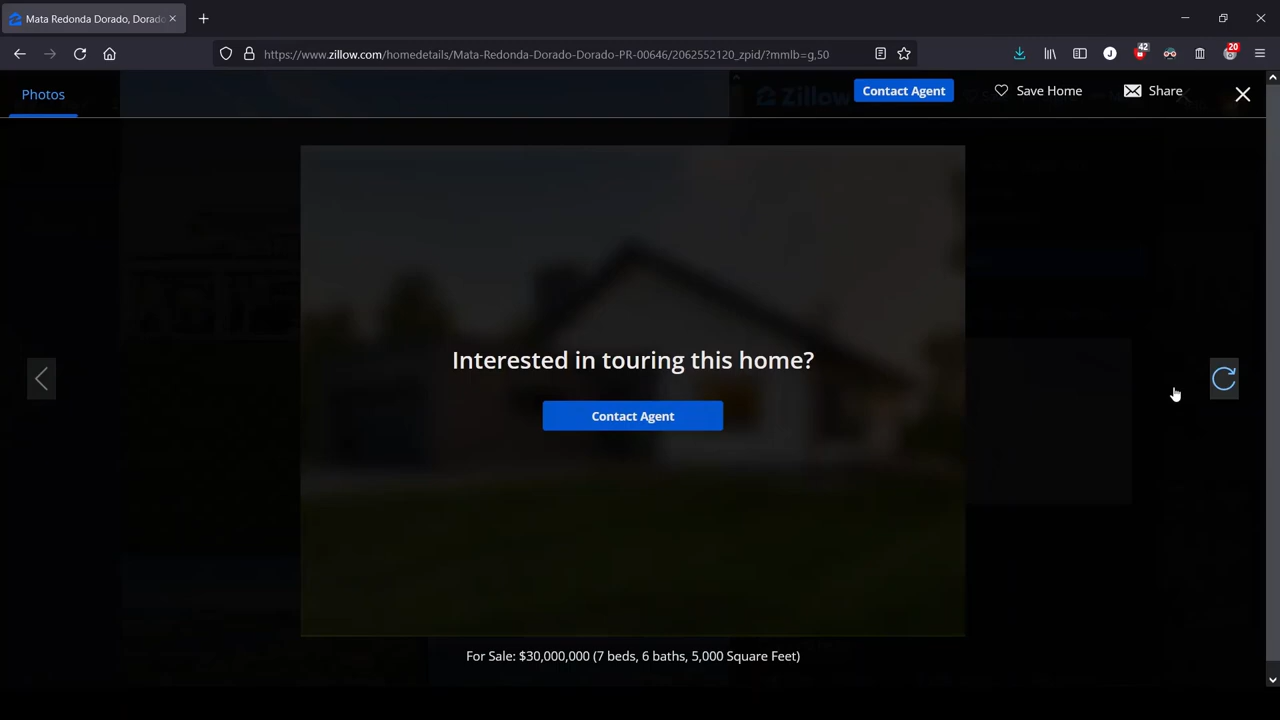 Mata Redonda Dorado, Dorado
https://www.zillow.com/homedetails/Mata-Redonda-Dorado-Dorado-PR-00646/2062552120_zpid/?mmlb=g,50
42
20
J
Photos
Zillow
Contact Agent
Save Home
Share
Interested in touring this home?
Contact Agent
For Sale: $30,000,000 (7 beds, 6 baths, 5,000 Square Feet)